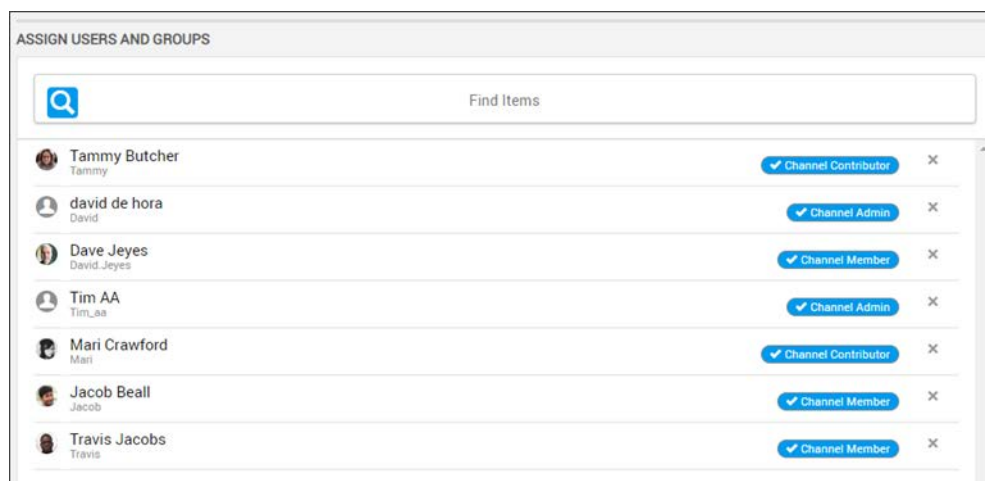 ASSIGN USERS AND GROUPS
Find Items
Tammy Butcher
Tammy
Channel Contributor
david de hora
David
Channel Admin
Dave Jeyes
David.Jeyes
Channel Member
Tim AA
Tim_aa
Channel Admin
Mari Crawford
Mari
Channel Contributor
Jacob Beall
Jacob
Channel Member
Travis Jacobs
Travis
Channel Member